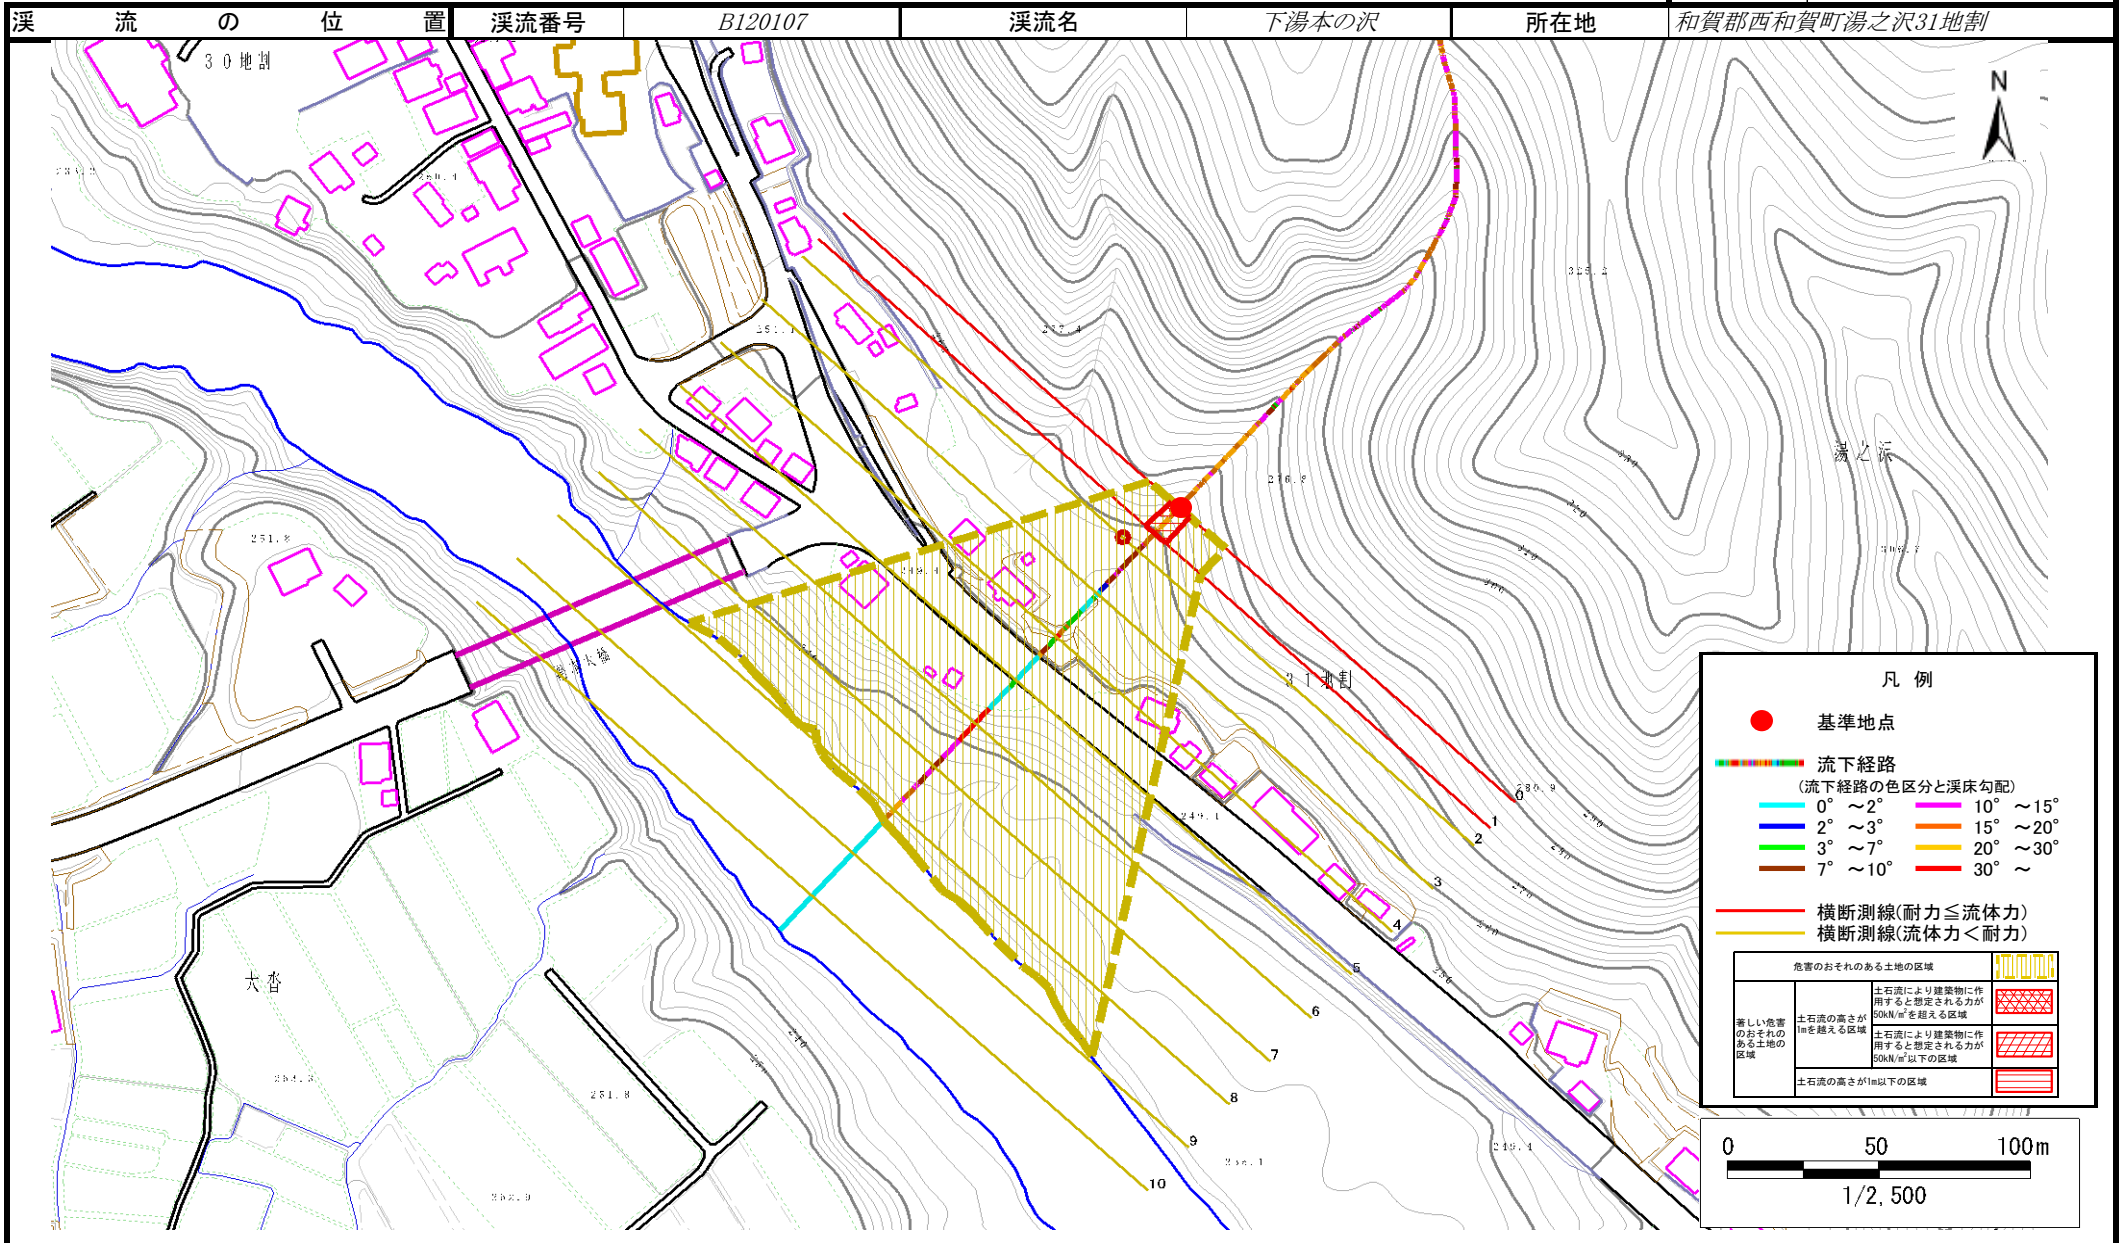 渓流の位置 渓流番号 B120107 渓流名 下湯本の沢 所在地 和賀郡西和賀町湯之沢31地割
30地割
N
251.8
249.1
31地割
大沓
251.8
249.4
0
1
2
3
4
5
6
7
8
9
10
凡 例
基準地点
流下経路
(流下経路の色区分と渓床勾配)
0° ～2° 10° ～15°
2° ～3° 15° ～20°
3° ～7° 20° ～30°
7° ～10° 30° ～
横断測線(耐力≦流体力)
横断測線(流体力＜耐力)
危害のおそれのある土地の区域
著しい危害
のおそれの
ある土地の
区域
土石流の高さが
1mを越える区域
土石流により建築物に作
用すると想定される力が
50kN/m²を超える区域
土石流により建築物に作
用すると想定される力が
50kN/m²以下の区域
土石流の高さが1m以下の区域
0 50 100m
1/2,500